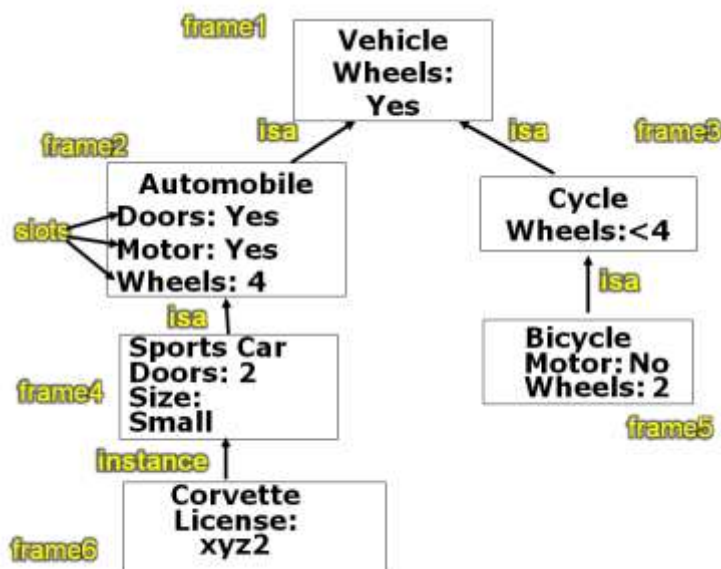 frame1
Vehicle
Wheels:
Yes
isa
isa
frame2
frame3
Automobile
Doors: Yes
Motor: Yes
Wheels: 4
slots
Cycle
Wheels:<4
isa
isa
Sports Car
Doors: 2
Size:
Small
frame4
Bicycle
Motor: No
Wheels: 2
frame5
instance
Corvette
License:
xyz2
frame6